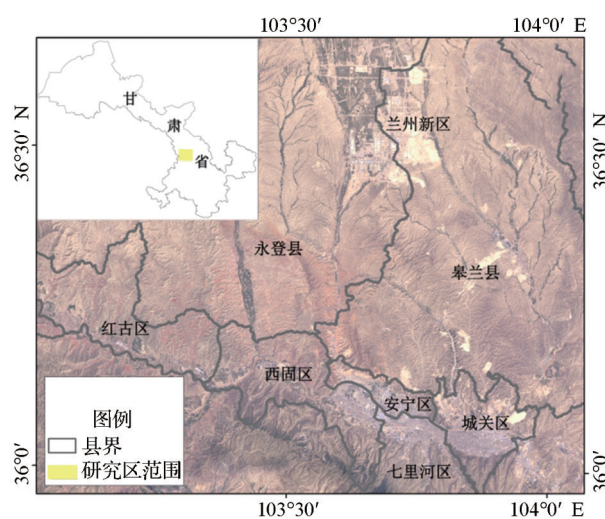 103°30′
104°0′ E
甘
肃
省
36°30′ N
36°30′ N
兰州新区
永登县
皋兰县
红古区
西固区
安宁区
城关区
七里河区
图例
县界
研究区范围
36°0′
36°0′
103°30′
104°0′ E